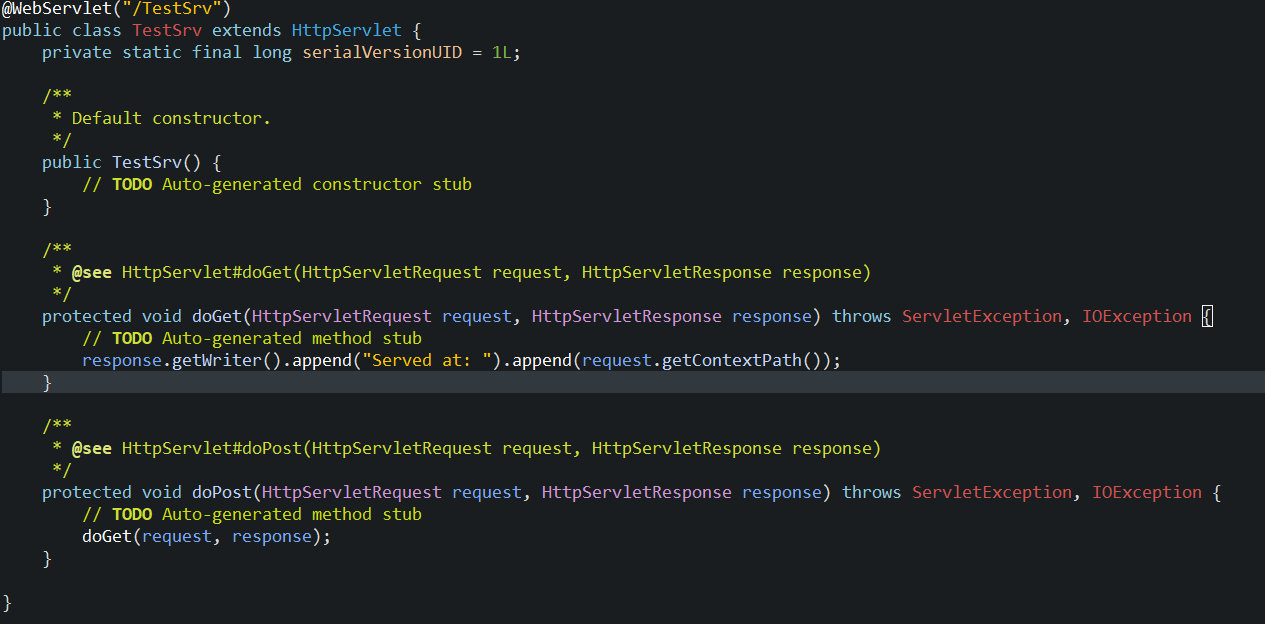 @WebServlet("/TestSrv")
public class TestSrv extends HttpServlet {
    private static final long serialVersionUID = 1L;

    /**
     * Default constructor.
     */
    public TestSrv() {
        // TODO Auto-generated constructor stub
    }

    /**
     * @see HttpServlet#doGet(HttpServletRequest request, HttpServletResponse response)
     */
    protected void doGet(HttpServletRequest request, HttpServletResponse response) throws ServletException, IOException {
        // TODO Auto-generated method stub
        response.getWriter().append("Served at: ").append(request.getContextPath());
    }

    /**
     * @see HttpServlet#doPost(HttpServletRequest request, HttpServletResponse response)
     */
    protected void doPost(HttpServletRequest request, HttpServletResponse response) throws ServletException, IOException {
        // TODO Auto-generated method stub
        doGet(request, response);
    }

}